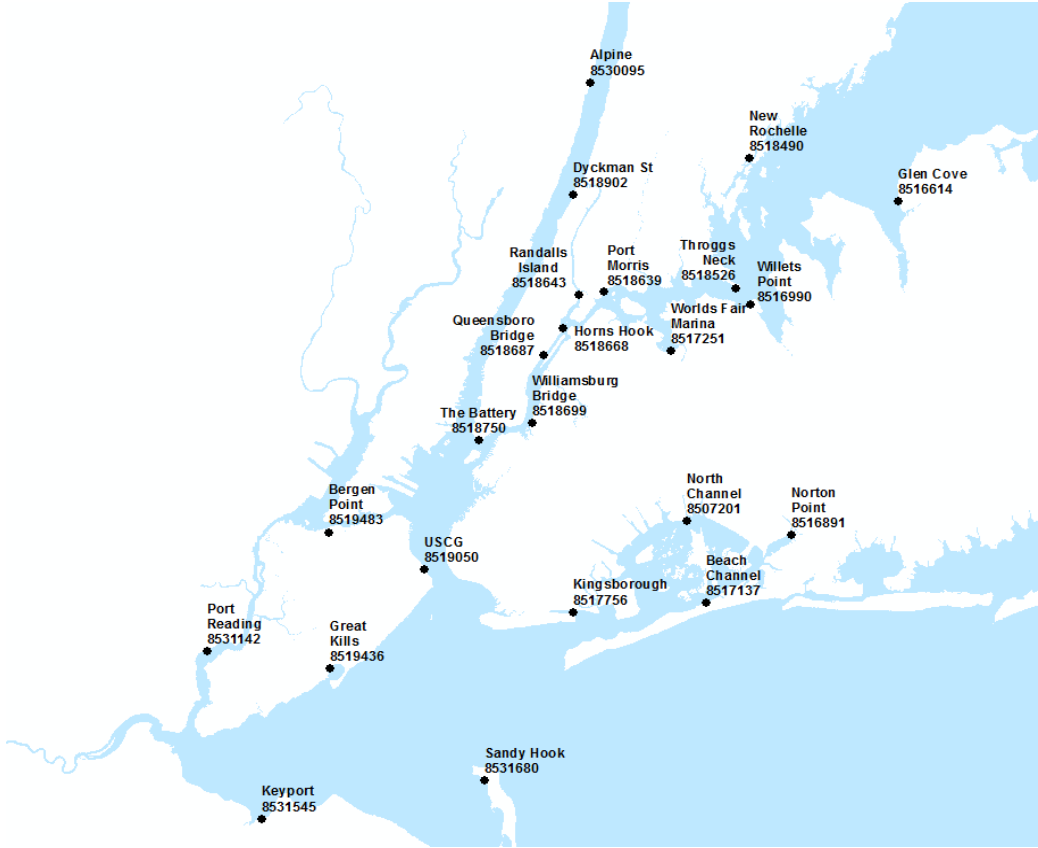 Alpine
8530095
New
Rochelle
8518490
Dyckman St
8518902
Glen Cove
8516614
Randalls
Island
8518643
Port
Morris
8518639
Throggs
Neck
8518526
Willets
Point
8516990
Queensboro
Bridge
8518687
Horns Hook
8518668
Worlds Fair
Marina
8517251
Williamsburg
Bridge
8518699
The Battery
8518750
Bergen
Point
8519483
North
Channel
8507201
Norton
Point
8516891
USCG
8519050
Kingsborough
8517756
Beach
Channel
8517137
Port
Reading
8531142
Great
Kills
8519436
Sandy Hook
8531680
Keyport
8531545